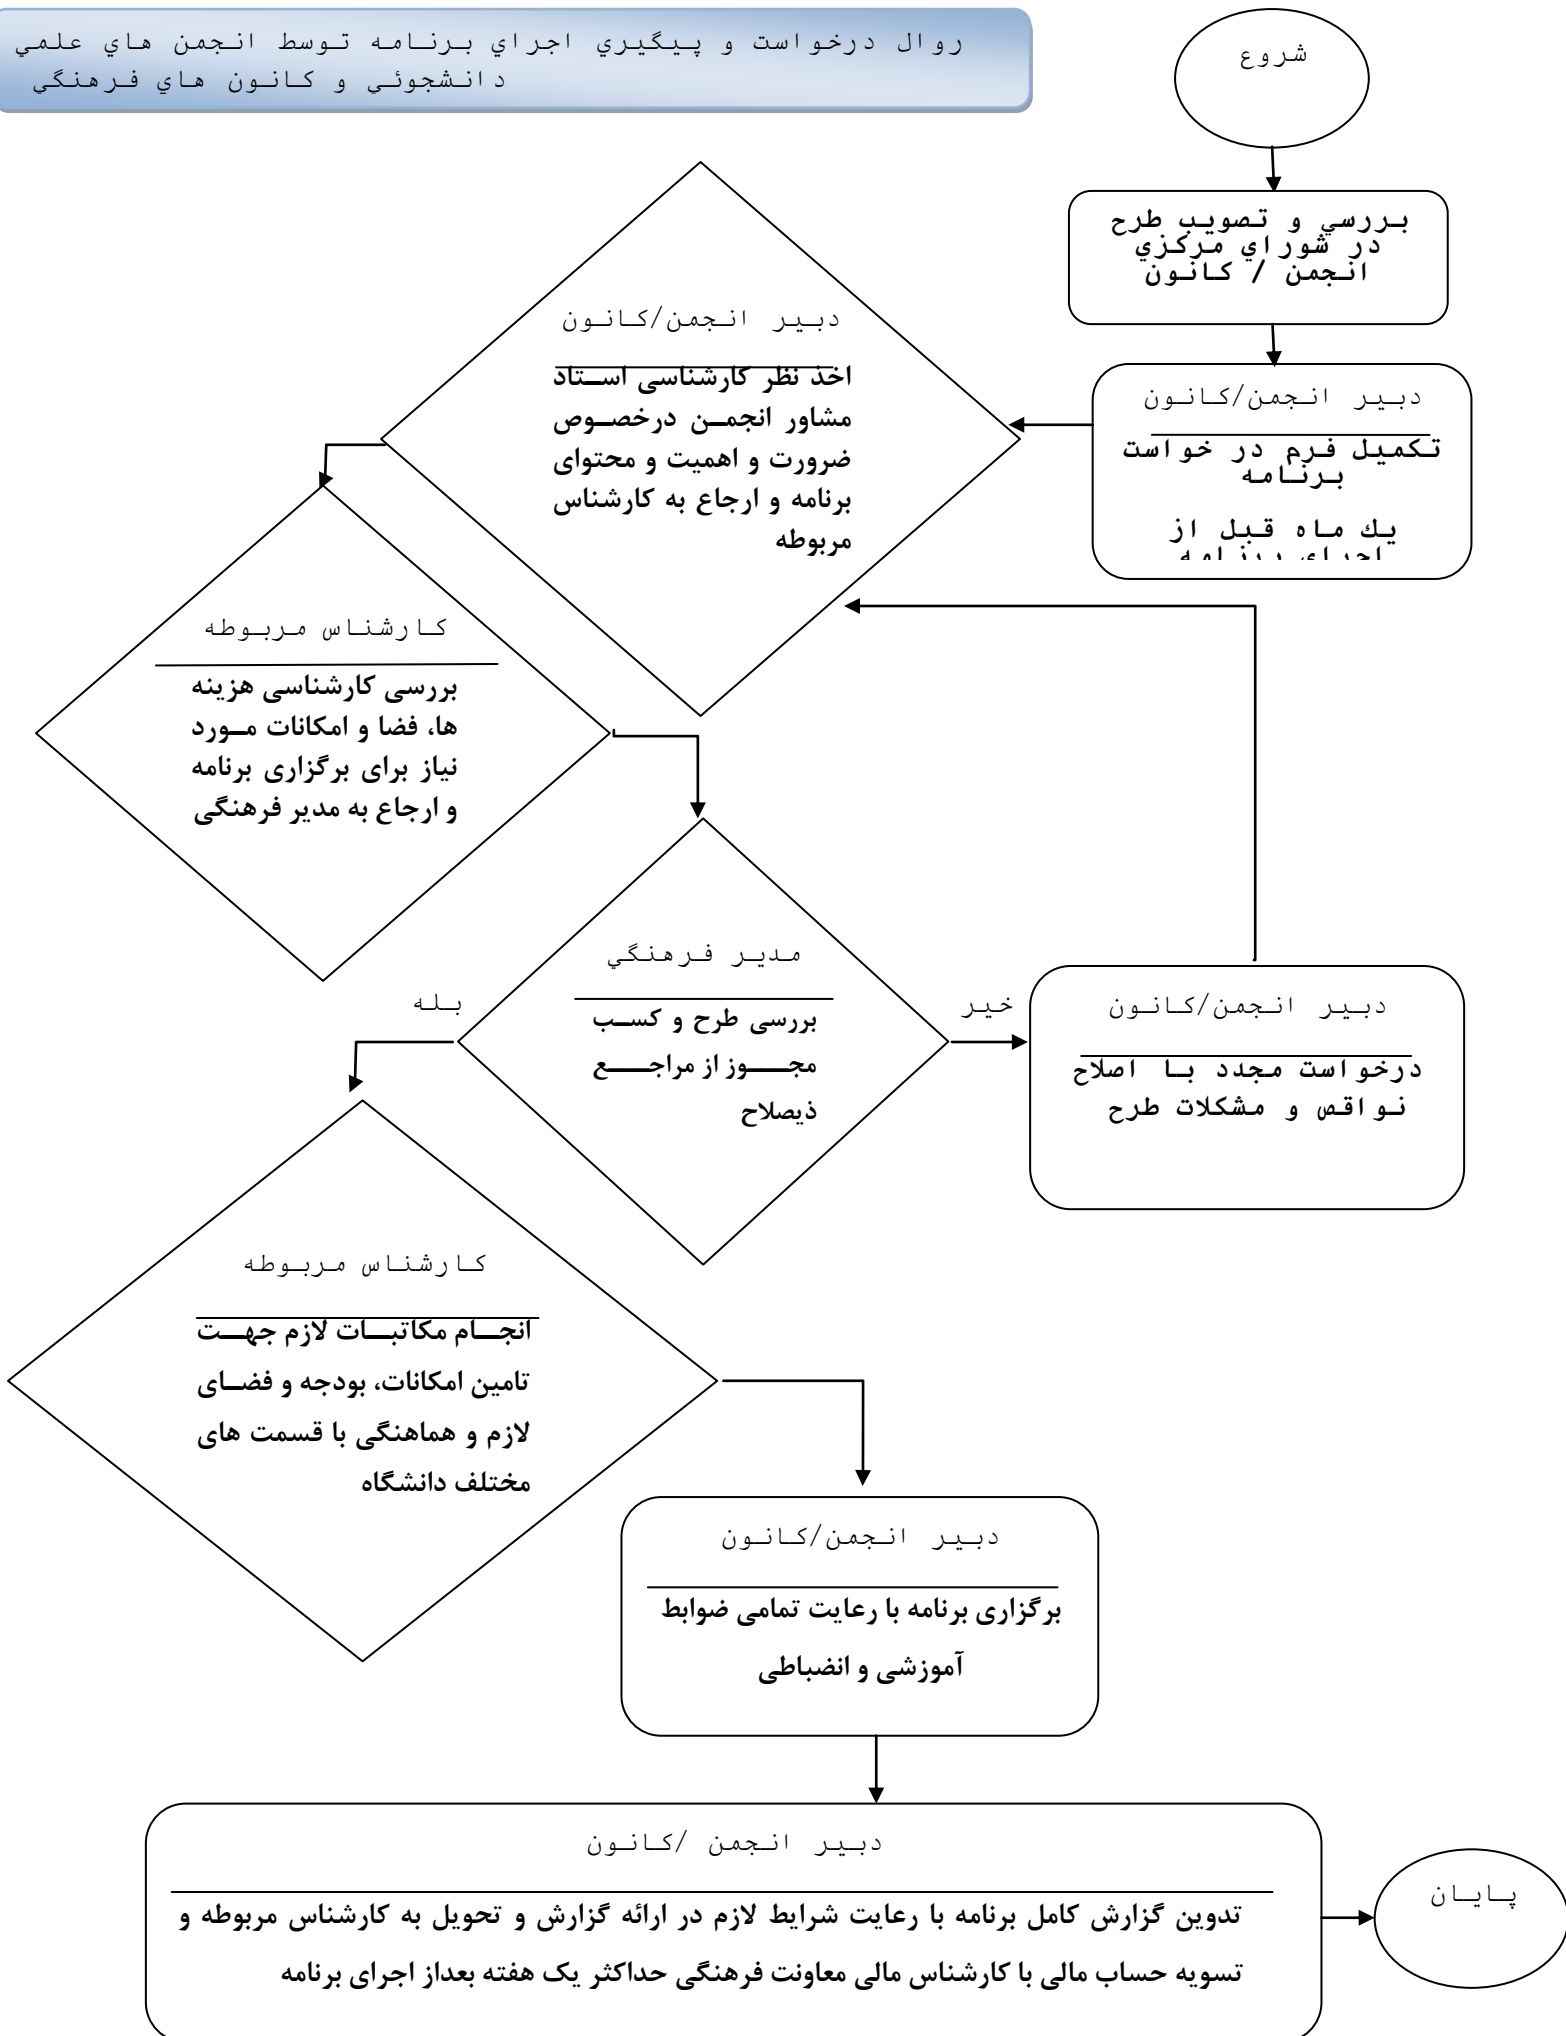 روال درخواست و پيگيري اجراي برنامه توسط انجمن هاي علمي
دانشجوئي و كانون هاي فرهنگي
شروع
بررسي و تصويب طرح
در شوراي مركزي
انجمن / كانون
دبير انجمن/كانون
تكميل فرم در خواست
برنامه
يك ماه قبل از
اجراي برنامه
دبير انجمن/كانون
اخذ نظر کارشناسی استاد
مشاور انجمن درخصوص
ضرورت و اهمیت و محتوای
برنامه و ارجاع به کارشناس
مربوطه
كارشناس مربوطه
بررسی کارشناسی هزینه
ها، فضا و امکانات مورد
نیاز برای برگزاری برنامه
و ارجاع به مدیر فرهنگی
مدير فرهنگي
بررسی طرح و کسب
مجوز از مراجع
ذیصلاح
بله
خير
دبير انجمن/كانون
درخواست مجدد با اصلاح
نواقص و مشكلات طرح
كارشناس مربوطه
انجام مکاتبات لازم جهت
تامین امکانات، بودجه و فضای
لازم و هماهنگی با قسمت های
مختلف دانشگاه
دبير انجمن/كانون
برگزاری برنامه با رعایت تمامی ضوابط
آموزشی و انضباطی
دبير انجمن /كانون
تدوین گزارش کامل برنامه با رعایت شرایط لازم در ارائه گزارش و تحویل به کارشناس مربوطه و
تسویه حساب مالی با کارشناس مالی معاونت فرهنگی حداکثر یک هفته بعداز اجرای برنامه
پايان